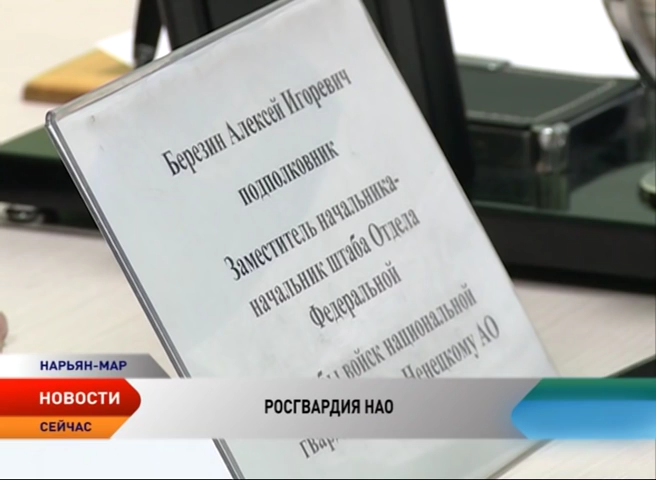 Березин Алексей Игоревич
подполковник
Заместитель начальника-
начальник штаба Отдела
Федеральной
войск национальной
Ненецкому АО
НАРЬЯН-МАР
НОВОСТИ
СЕЙЧАС
РОСГВАРДИЯ НАО